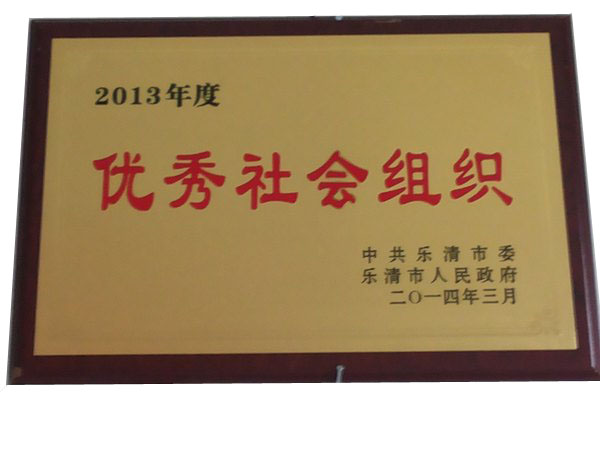 2013年度
优秀社会组织
中共乐清市委
乐清市人民政府
二〇一四年三月